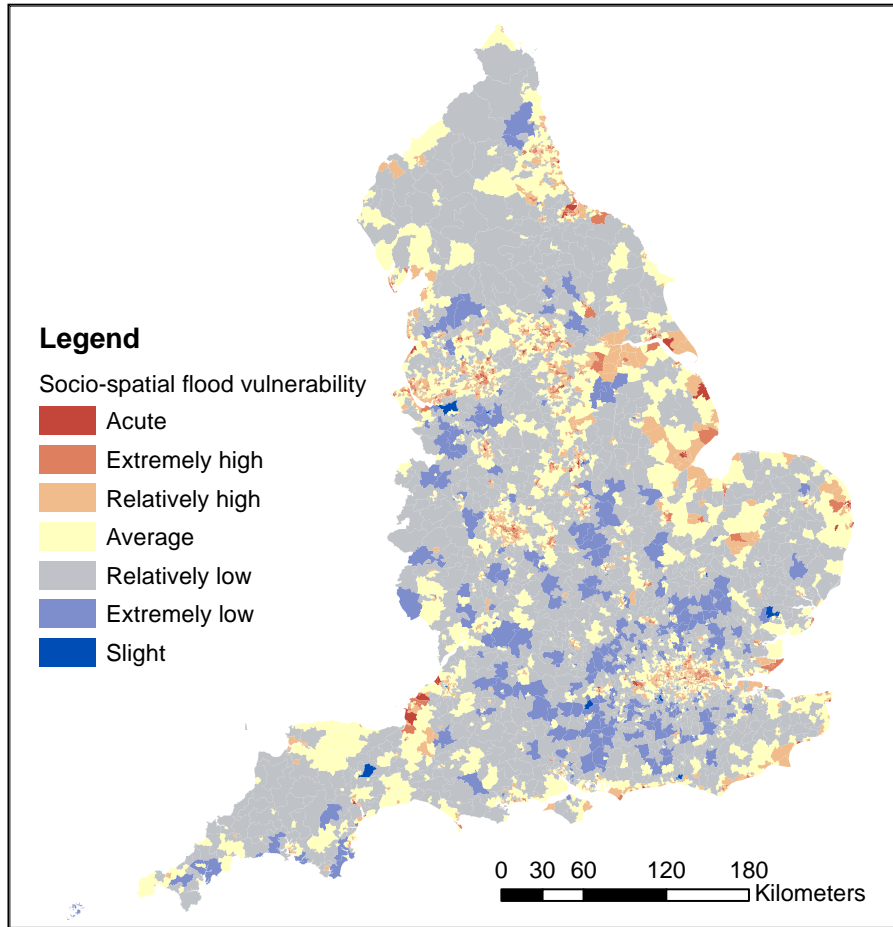 Legend
Socio-spatial flood vulnerability
Acute
Extremely high
Relatively high
Average
Relatively low
Extremely low
Slight
0 30 60 120 180
Kilometers